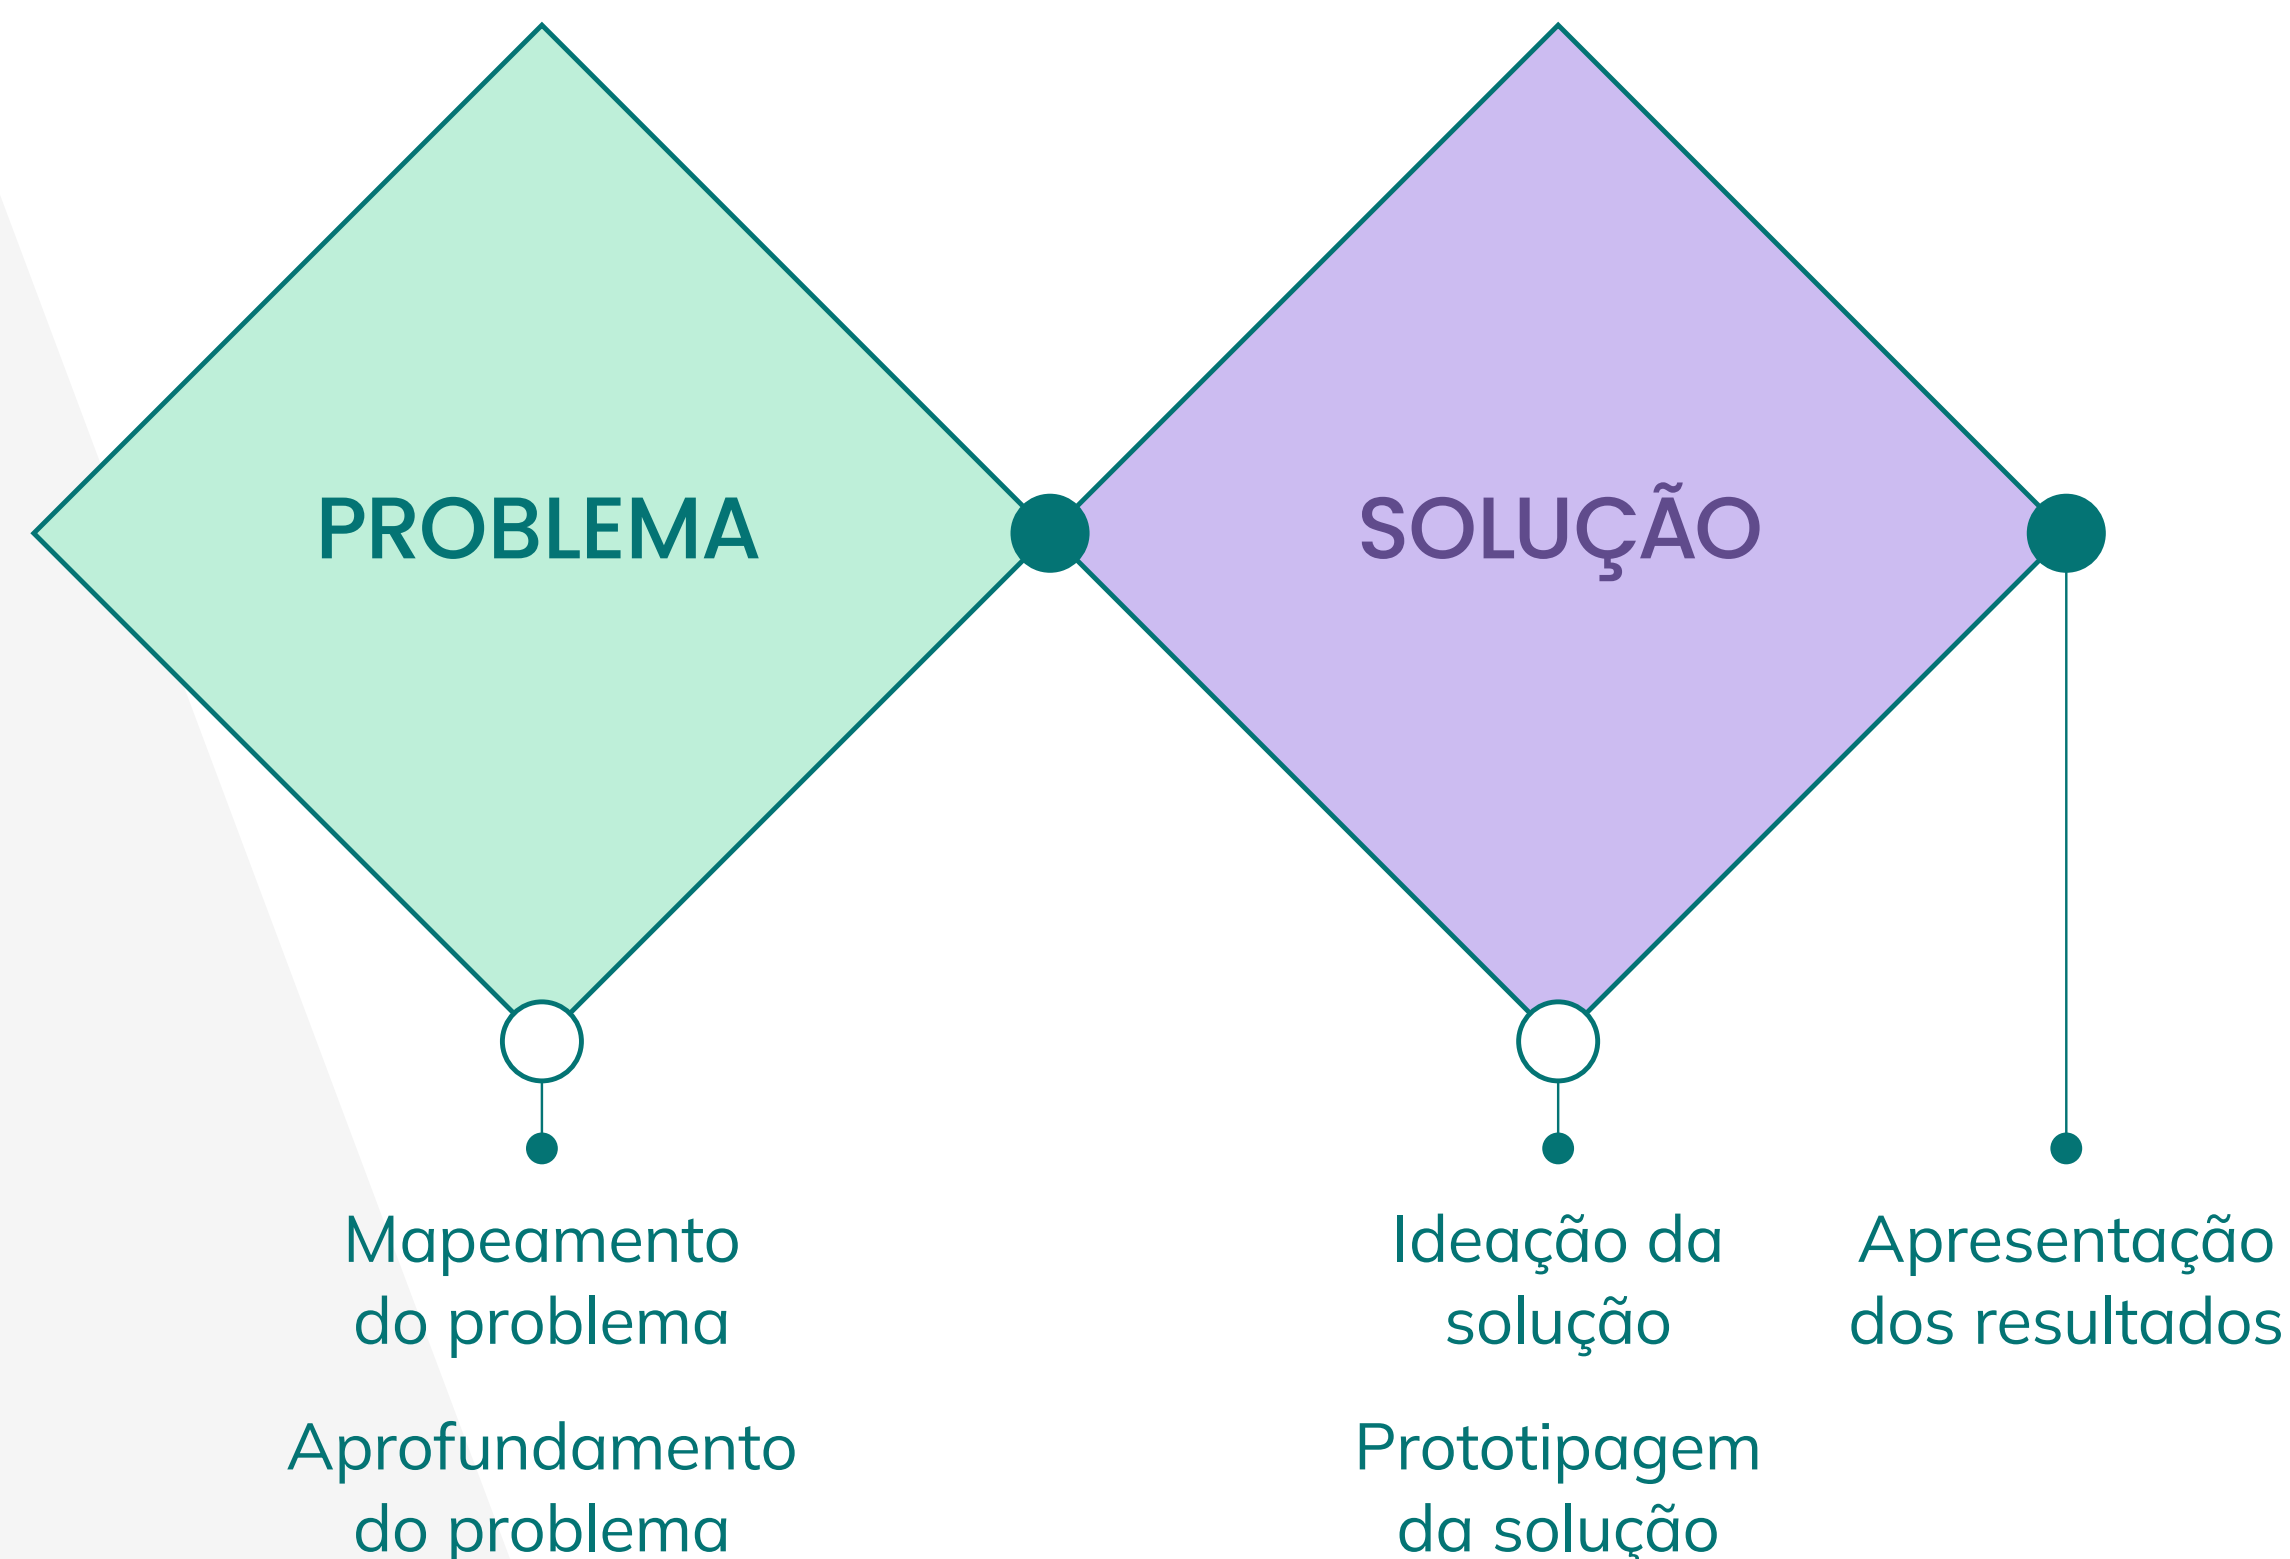 PROBLEMA
SOLUÇÃO
Mapeamento
do problema
Aprofundamento
do problema
Ideação da
solução
Prototipagem
da solução
Apresentação
dos resultados